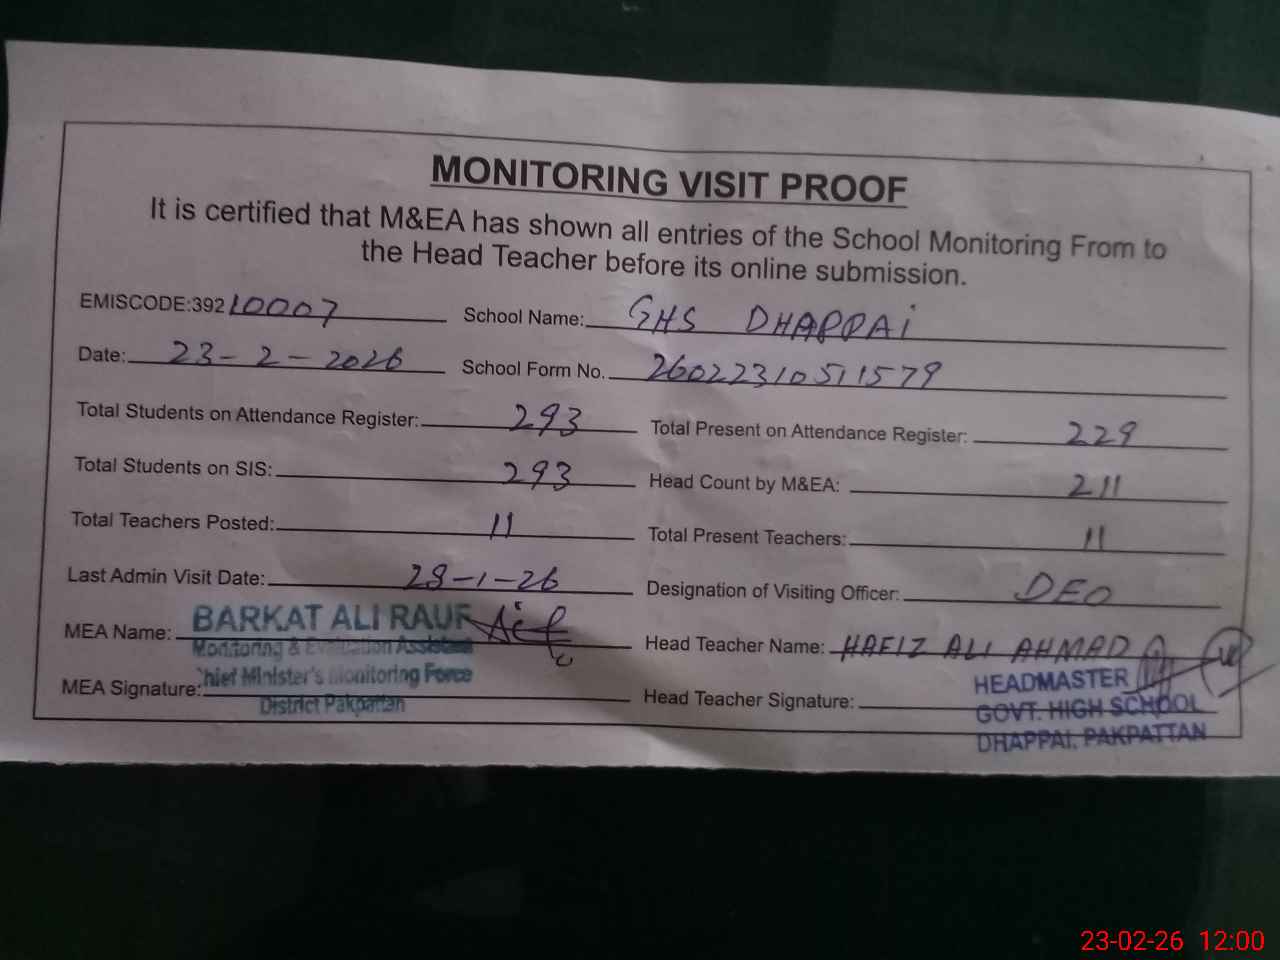 MONITORING VISIT PROOF
It is certified that M&EA has shown all entries of the School Monitoring From to
the Head Teacher before its online submission.
EMISCODE:39210007 School Name: GHS DHAPPAi
Date: 23-2-2026 School Form No. 26022310511579
Total Students on Attendance Register: 293 Total Present on Attendance Register: 229
Total Students on SIS: 293 Head Count by M&EA: 211
Total Teachers Posted: 11 Total Present Teachers: 11
Last Admin Visit Date: 28-1-26 Designation of Visiting Officer: DEO
MEA Name: BARKAT ALI RAUF Head Teacher Name: HAFIZ ALI AHMAD
Monitoring & Evaluation Assistant
Chief Minister's Monitoring Force
District Pakpattan
MEA Signature: Head Teacher Signature:
HEADMASTER
GOVT. HIGH SCHOOL
DHAPPAI, PAKPATTAN
23-02-26 12:00